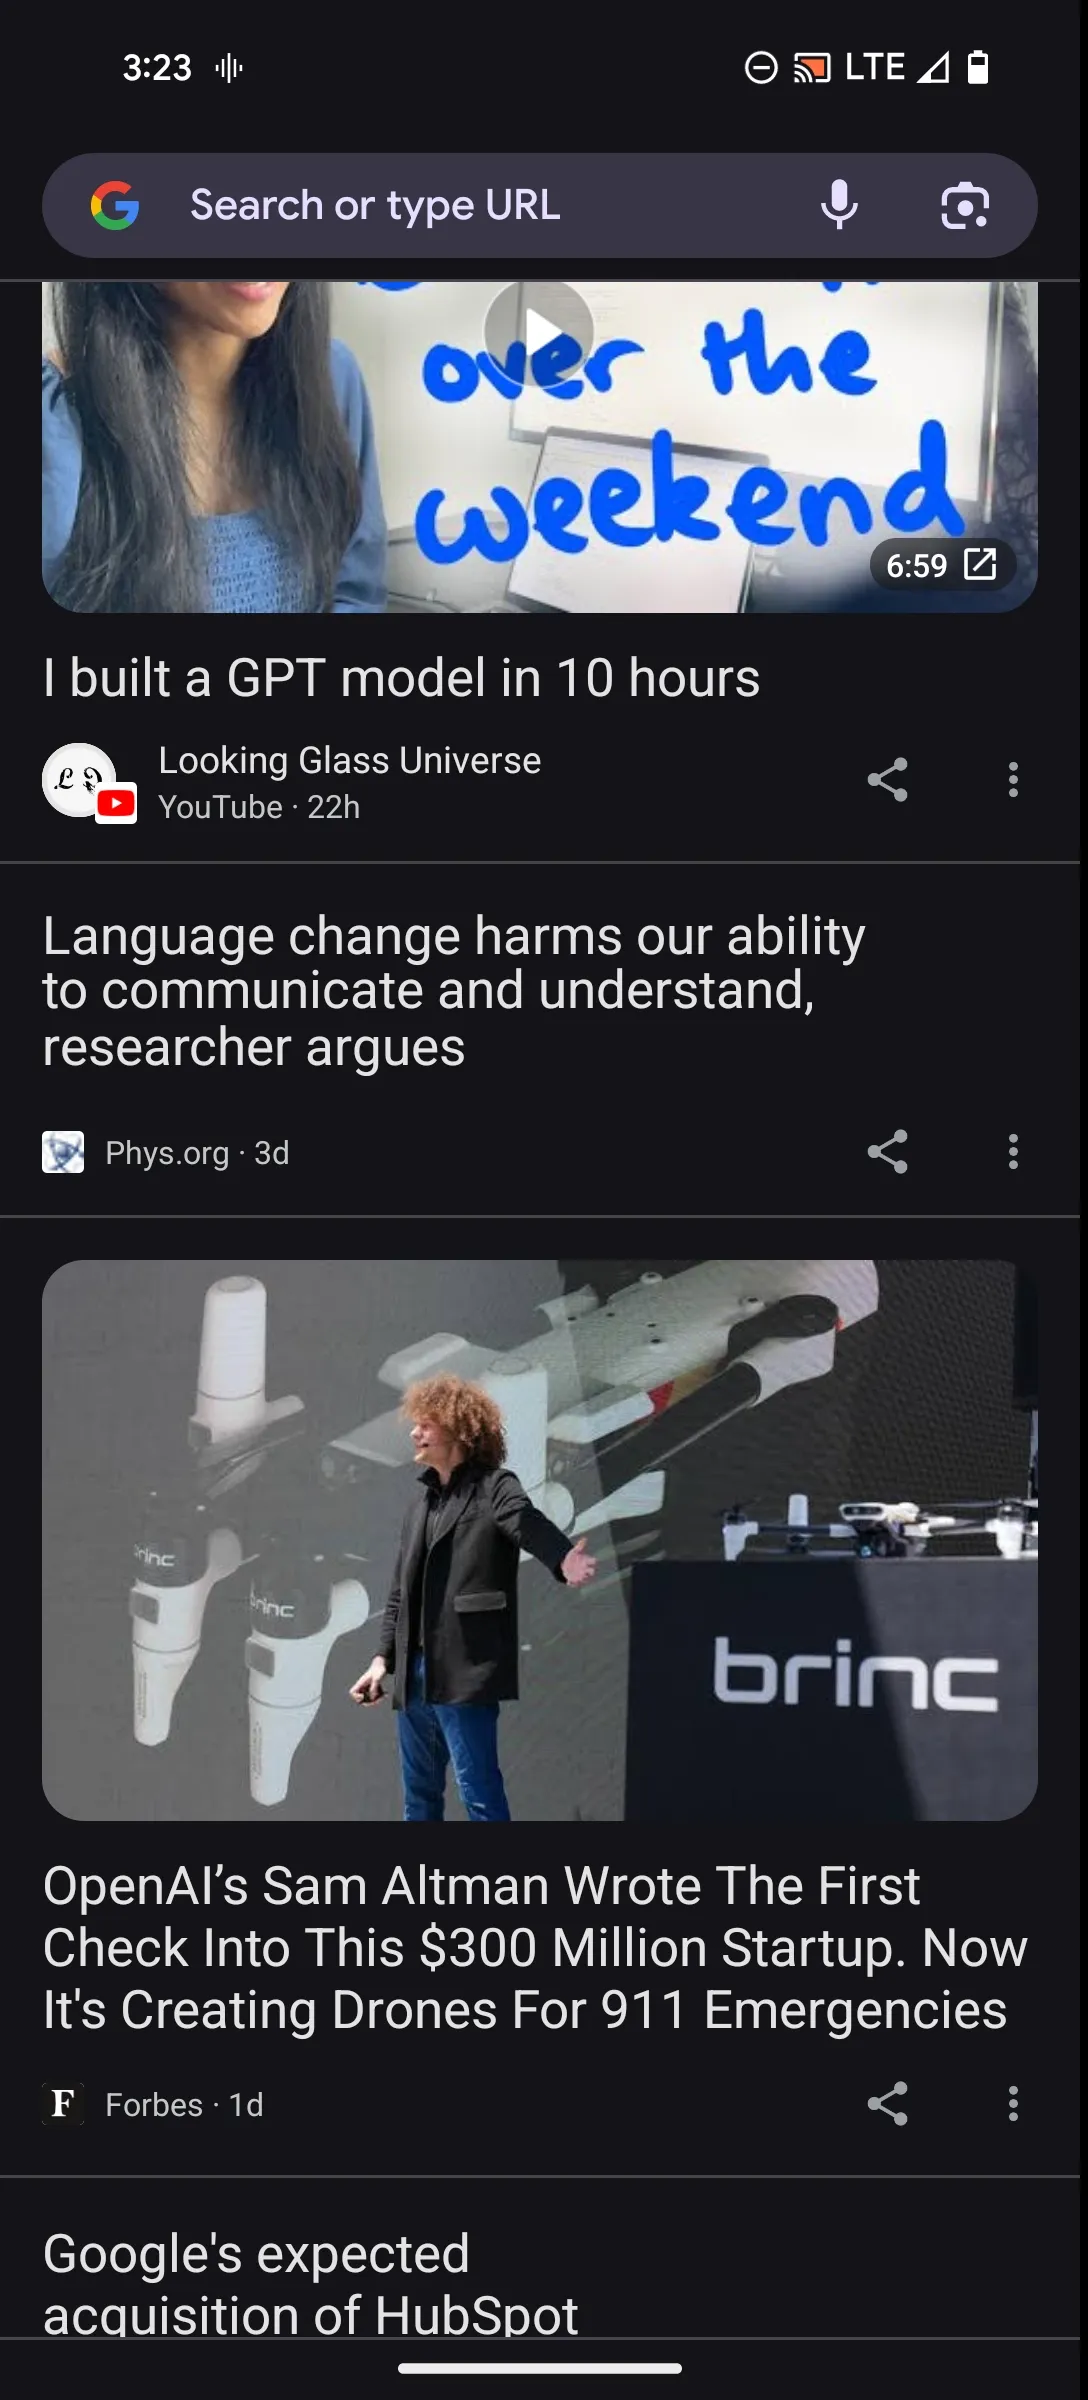 3:23
LTE
Search or type URL
over the
weekend
6:59
I built a GPT model in 10 hours
Looking Glass Universe
YouTube · 22h
Language change harms our ability
to communicate and understand,
researcher argues
Phys.org · 3d
brinc
brinc
brinc
OpenAI’s Sam Altman Wrote The First
Check Into This $300 Million Startup. Now
It's Creating Drones For 911 Emergencies
F
Forbes · 1d
Google's expected
acquisition of HubSpot